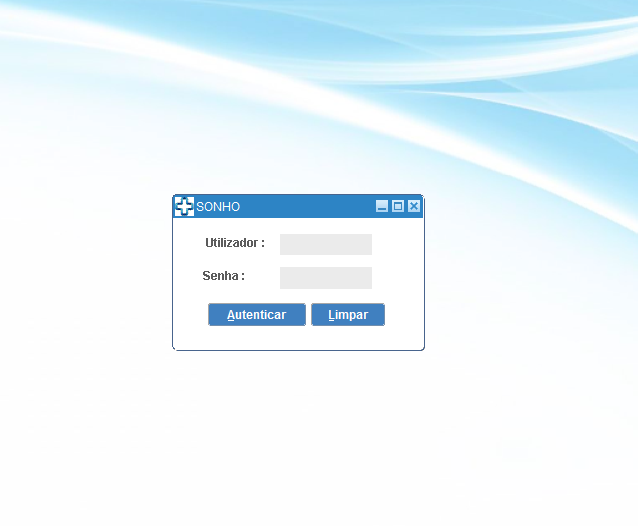 SONHO
Utilizador :
Senha :
Autenticar Limpar